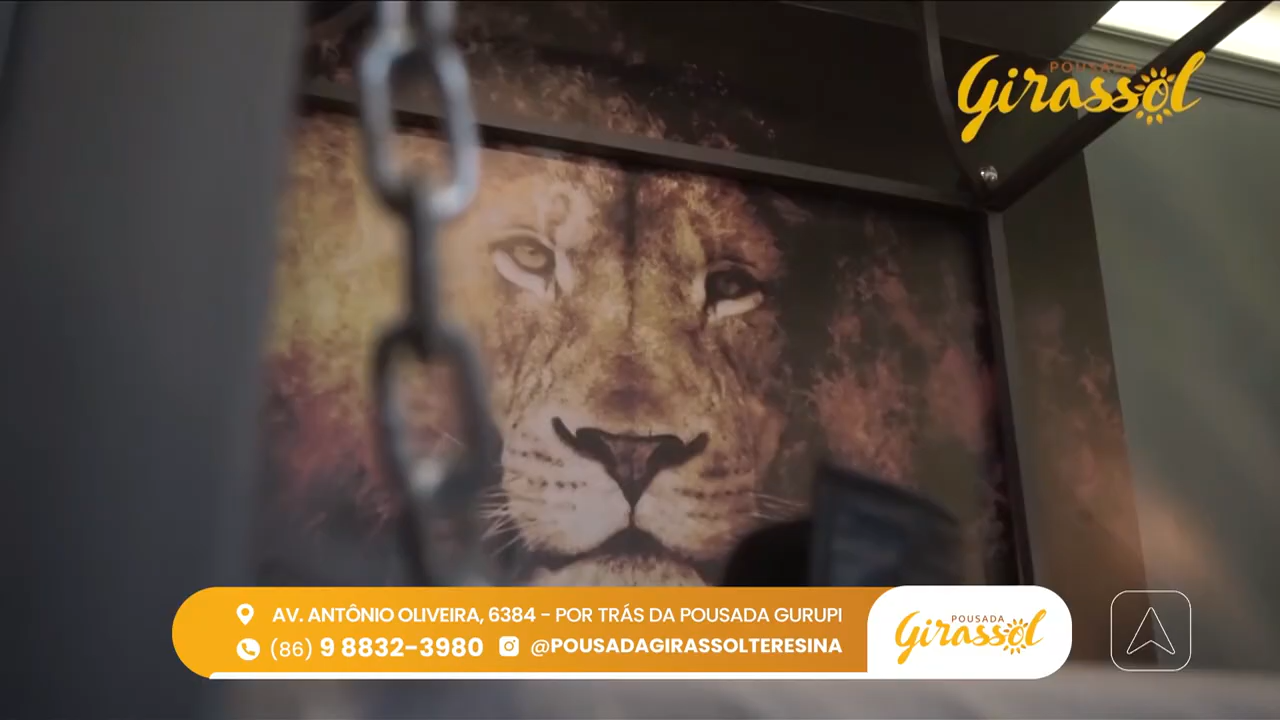 POUSADA
Girassol
AV. ANTÔNIO OLIVEIRA, 6384 - POR TRÁS DA POUSADA GURUPI
(86) 9 8832-3980 @POUSADAGIRASSOLTERESINA
POUSADA
Girassol